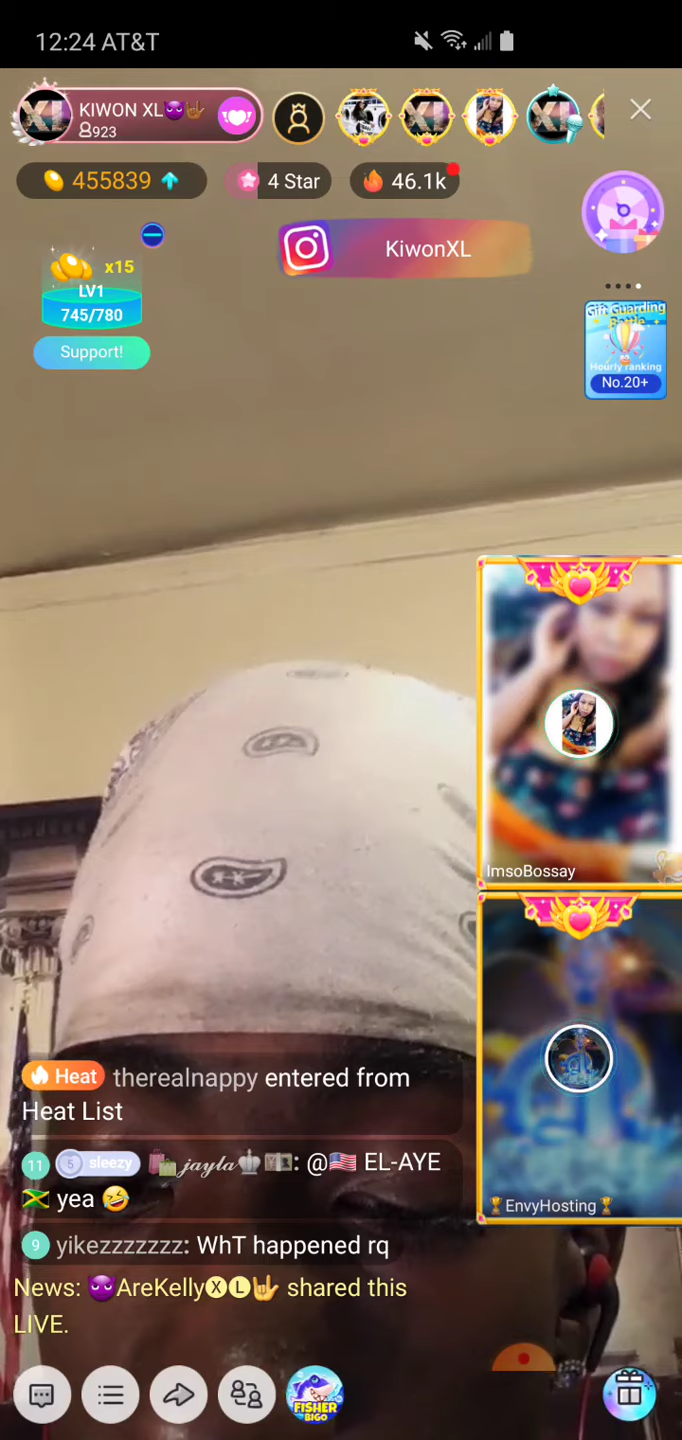 12:24 AT&T
KIWON XL😈🤟
923
455839
4 Star
46.1k
KiwonXL
x15
LV1
745/780
Support!
Gift Guarding
Battle
Hourly ranking
No.20+
ImsoBossay
🏆EnvyHosting🏆
Heat therealnappy entered from
Heat List
11 5 sleezy 🛍️𝒿𝒶𝓎𝓁𝒶👑💵: @🇺🇸 EL-AYE
🇯🇲 yea 🤣
9 yikezzzzzzz: WhT happened rq
News: 😈AreKelly🅧🅛🤟 shared this
LIVE.
FISHER
BIGO